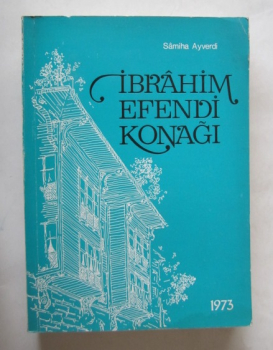 Sâmiha Ayverdi
İBRÂHİM
EFENDİ
KONAĞI
1973